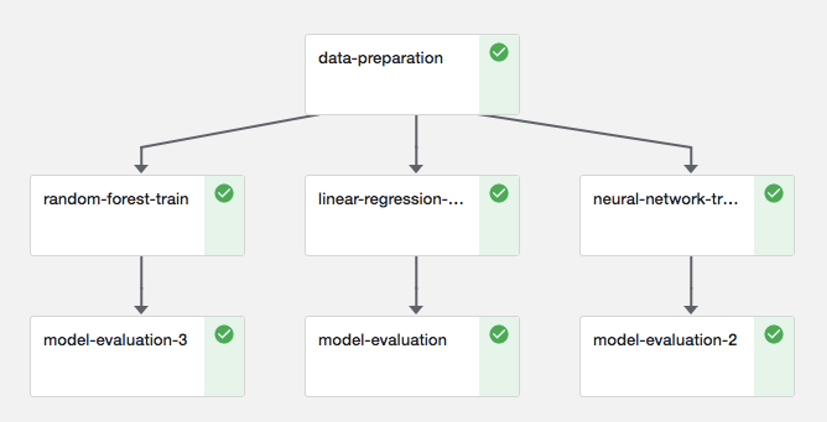 data-preparation
random-forest-train
linear-regression-...
neural-network-tr...
model-evaluation-3
model-evaluation
model-evaluation-2